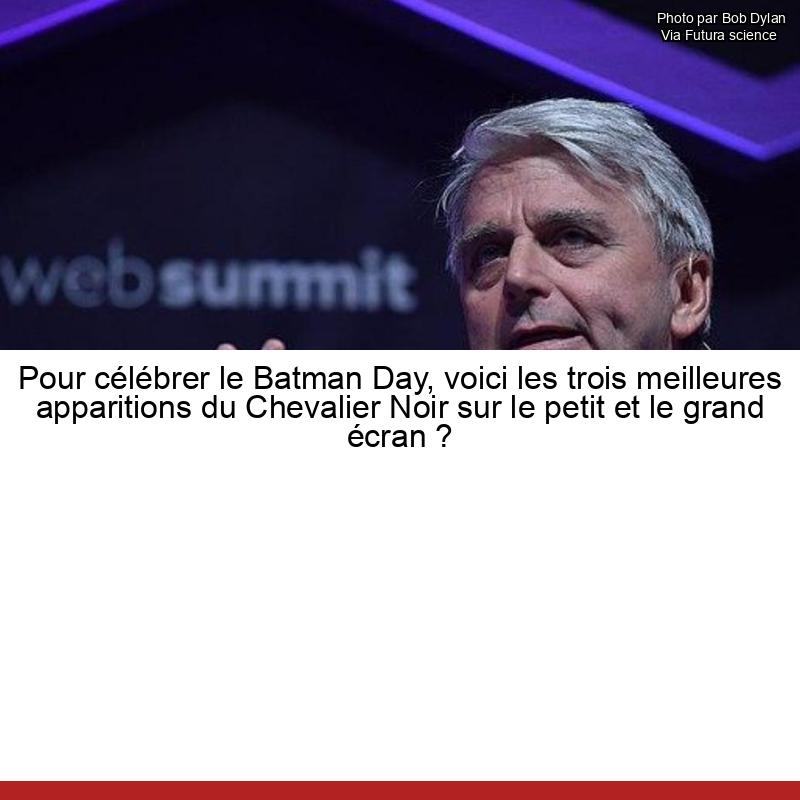 Photo par Bob Dylan
Via Futura science
websummit
Pour célébrer le Batman Day, voici les trois meilleures
apparitions du Chevalier Noir sur le petit et le grand
écran ?